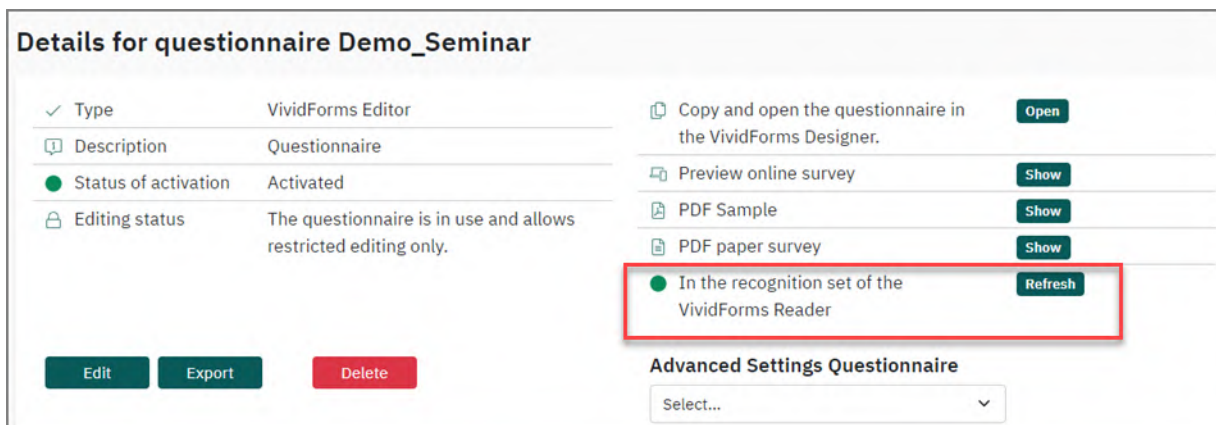 Details for questionnaire Demo_Seminar
Type VividForms Editor
Description Questionnaire
Status of activation Activated
Editing status The questionnaire is in use and allows
restricted editing only.
Edit Export Delete
Copy and open the questionnaire in Open
the VividForms Designer.
Preview online survey Show
PDF Sample Show
PDF paper survey Show
In the recognition set of the Refresh
VividForms Reader
Advanced Settings Questionnaire
Select...